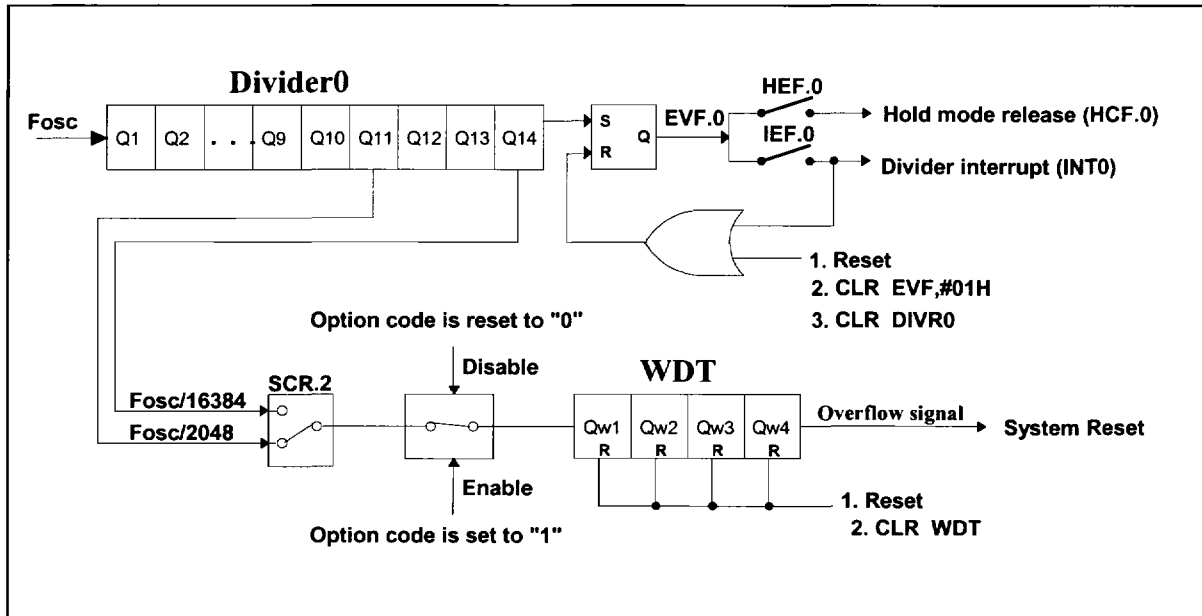 Divider0
Fosc
Q1 Q2 . . . Q9 Q10 Q11 Q12 Q13 Q14
S
R
Q
EVF.0
HEF.0
IEF.0
Hold mode release (HCF.0)
Divider interrupt (INT0)
1. Reset
2. CLR EVF,#01H
3. CLR DIVR0
Option code is reset to "0"
Disable
SCR.2
Fosc/16384
Fosc/2048
Enable
Option code is set to "1"
WDT
Qw1 Qw2 Qw3 Qw4
R R R R
Overflow signal
System Reset
1. Reset
2. CLR WDT